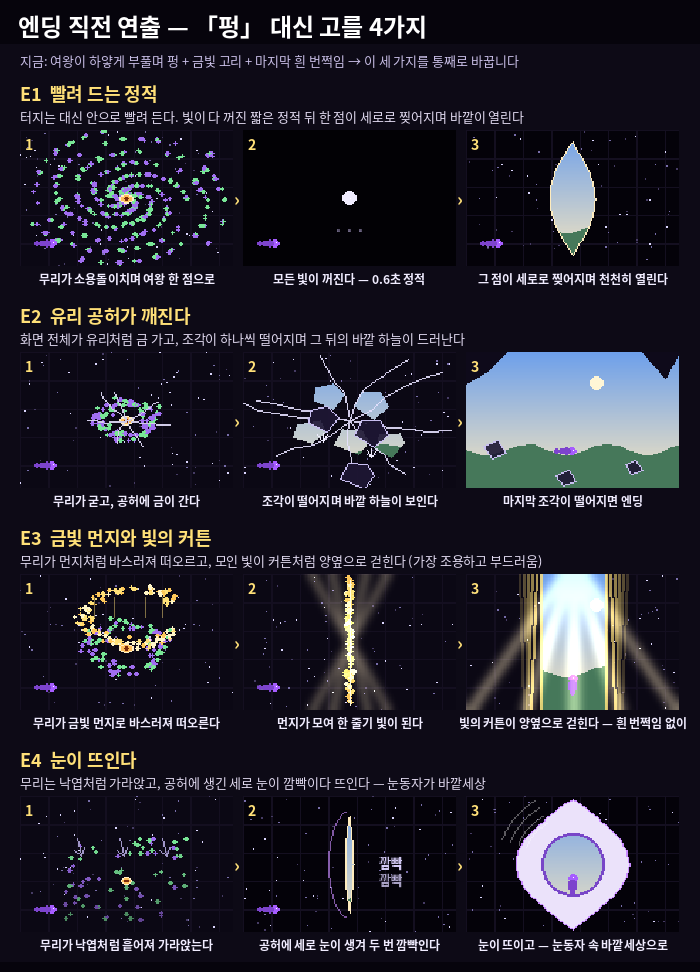 엔딩 직전 연출 — 「펑」 대신 고를 4가지
지금: 여왕이 하얗게 부풀며 펑 + 금빛 고리 + 마지막 흰 번쩍임 → 이 세 가지를 통째로 바꿉니다
E1 빨려 드는 정적
터지는 대신 안으로 빨려 든다. 빛이 다 꺼진 짧은 정적 뒤 한 점이 세로로 찢어지며 바깥이 열린다
1
›
2
›
3
무리가 소용돌이치며 여왕 한 점으로
모든 빛이 꺼진다 — 0.6초 정적
그 점이 세로로 찢어지며 천천히 열린다
E2 유리 공허가 깨진다
화면 전체가 유리처럼 금 가고, 조각이 하나씩 떨어지며 그 뒤의 바깥 하늘이 드러난다
1
›
2
›
3
무리가 굳고, 공허에 금이 간다
조각이 떨어지며 바깥 하늘이 보인다
마지막 조각이 떨어지면 엔딩
E3 금빛 먼지와 빛의 커튼
무리가 먼지처럼 바스러져 떠오르고, 모인 빛이 커튼처럼 양옆으로 걷힌다 (가장 조용하고 부드러움)
1
›
2
›
3
무리가 금빛 먼지로 바스러져 떠오른다
먼지가 모여 한 줄기 빛이 된다
빛의 커튼이 양옆으로 걷힌다 — 흰 번쩍임 없이
E4 눈이 뜨인다
무리는 낙엽처럼 가라앉고, 공허에 생긴 세로 눈이 깜빡이다 뜨인다 — 눈동자가 바깥세상
1
›
2
깜빡
깜빡
›
3
무리가 낙엽처럼 흩어져 가라앉는다
공허에 세로 눈이 생겨 두 번 깜빡인다
눈이 뜨이고 — 눈동자 속 바깥세상으로